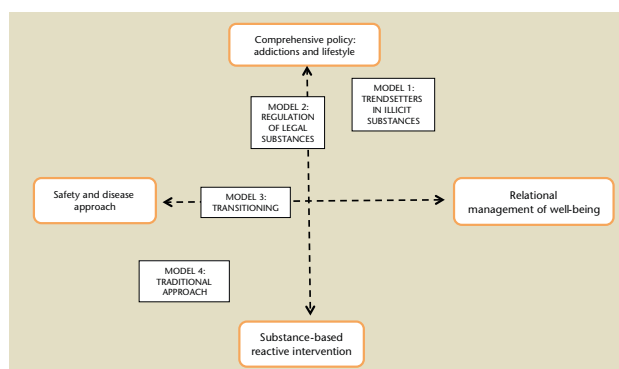 Comprehensive policy:
addictions and lifestyle
MODEL 1:
TRENDSETTERS
IN ILLICIT
SUBSTANCES
MODEL 2:
REGULATION
OF LEGAL
SUBSTANCES
Safety and disease
approach
MODEL 3:
TRANSITIONING
Relational
management of well-being
MODEL 4:
TRADITIONAL
APPROACH
Substance-based
reactive intervention